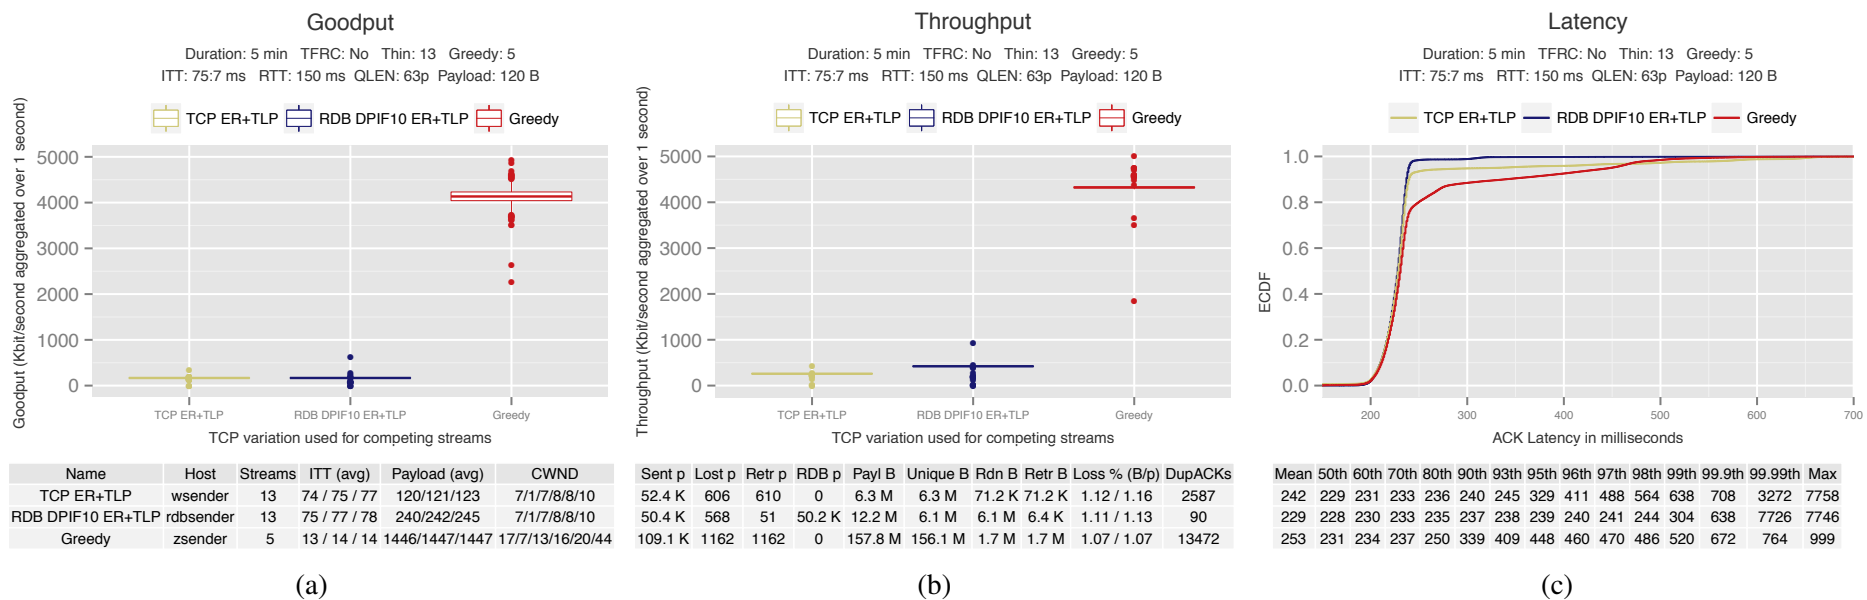 Goodput
Duration: 5 min TFRC: No Thin: 13 Greedy: 5
ITT: 75:7 ms RTT: 150 ms QLEN: 63p Payload: 120 B
TCP ER+TLP RDB DPIF10 ER+TLP Greedy
Goodput (Kbit/second aggregated over 1 second)
5000
4000
3000
2000
1000
0
TCP ER+TLP RDB DPIF10 ER+TLP Greedy
TCP variation used for competing streams
Name Host Streams ITT (avg) Payload (avg) CWND
TCP ER+TLP wsender 13 74 / 75 / 77 120/121/123 7/1/7/8/8/10
RDB DPIF10 ER+TLP rdbsender 13 75 / 77 / 78 240/242/245 7/1/7/8/8/10
Greedy zsender 5 13 / 14 / 14 1446/1447/1447 17/7/13/16/20/44
(a)
Throughput
Duration: 5 min TFRC: No Thin: 13 Greedy: 5
ITT: 75:7 ms RTT: 150 ms QLEN: 63p Payload: 120 B
TCP ER+TLP RDB DPIF10 ER+TLP Greedy
Throughput (Kbit/second aggregated over 1 second)
5000
4000
3000
2000
1000
0
TCP ER+TLP RDB DPIF10 ER+TLP Greedy
TCP variation used for competing streams
Sent p Lost p Retr p RDB p Payl B Unique B Rdn B Retr B Loss % (B/p) DupACKs
52.4 K 606 610 0 6.3 M 6.3 M 71.2 K 71.2 K 1.12 / 1.16 2587
50.4 K 568 51 50.2 K 12.2 M 6.1 M 6.1 M 6.4 K 1.11 / 1.13 90
109.1 K 1162 1162 0 157.8 M 156.1 M 1.7 M 1.7 M 1.07 / 1.07 13472
(b)
Latency
Duration: 5 min TFRC: No Thin: 13 Greedy: 5
ITT: 75:7 ms RTT: 150 ms QLEN: 63p Payload: 120 B
TCP ER+TLP RDB DPIF10 ER+TLP Greedy
ECDF
1.0
0.8
0.6
0.4
0.2
0.0
200 300 400 500 600 700
ACK Latency in milliseconds
Mean 50th 60th 70th 80th 90th 93th 95th 96th 97th 98th 99th 99.9th 99.99th Max
242 229 231 233 236 240 245 329 411 488 564 638 708 3272 7758
229 228 230 233 235 237 238 239 240 241 244 304 638 7726 7746
253 231 234 237 250 339 409 448 460 470 486 520 672 764 999
(c)